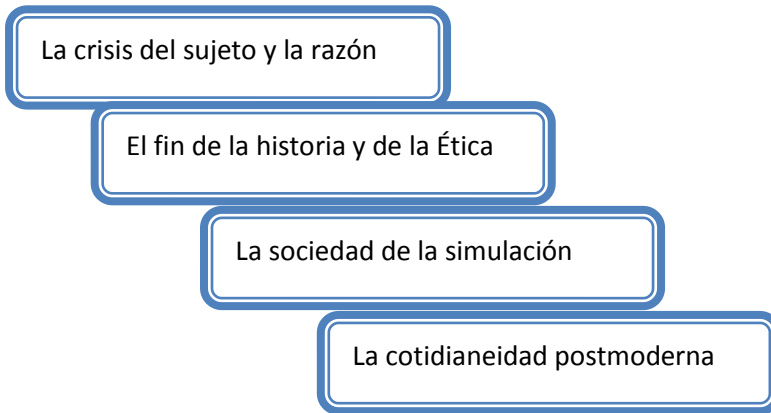 La crisis del sujeto y la razón
El fin de la historia y de la Ética
La sociedad de la simulación
La cotidianeidad postmoderna